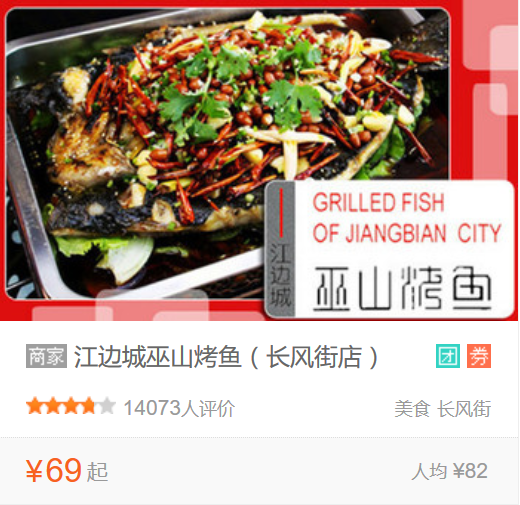 GRILLED FISH
OF JIANGBIAN CITY
江边城
巫山烤鱼
商家 江边城巫山烤鱼（长风街店） 团 券
14073人评价 美食 长风街
¥69起 人均 ¥82